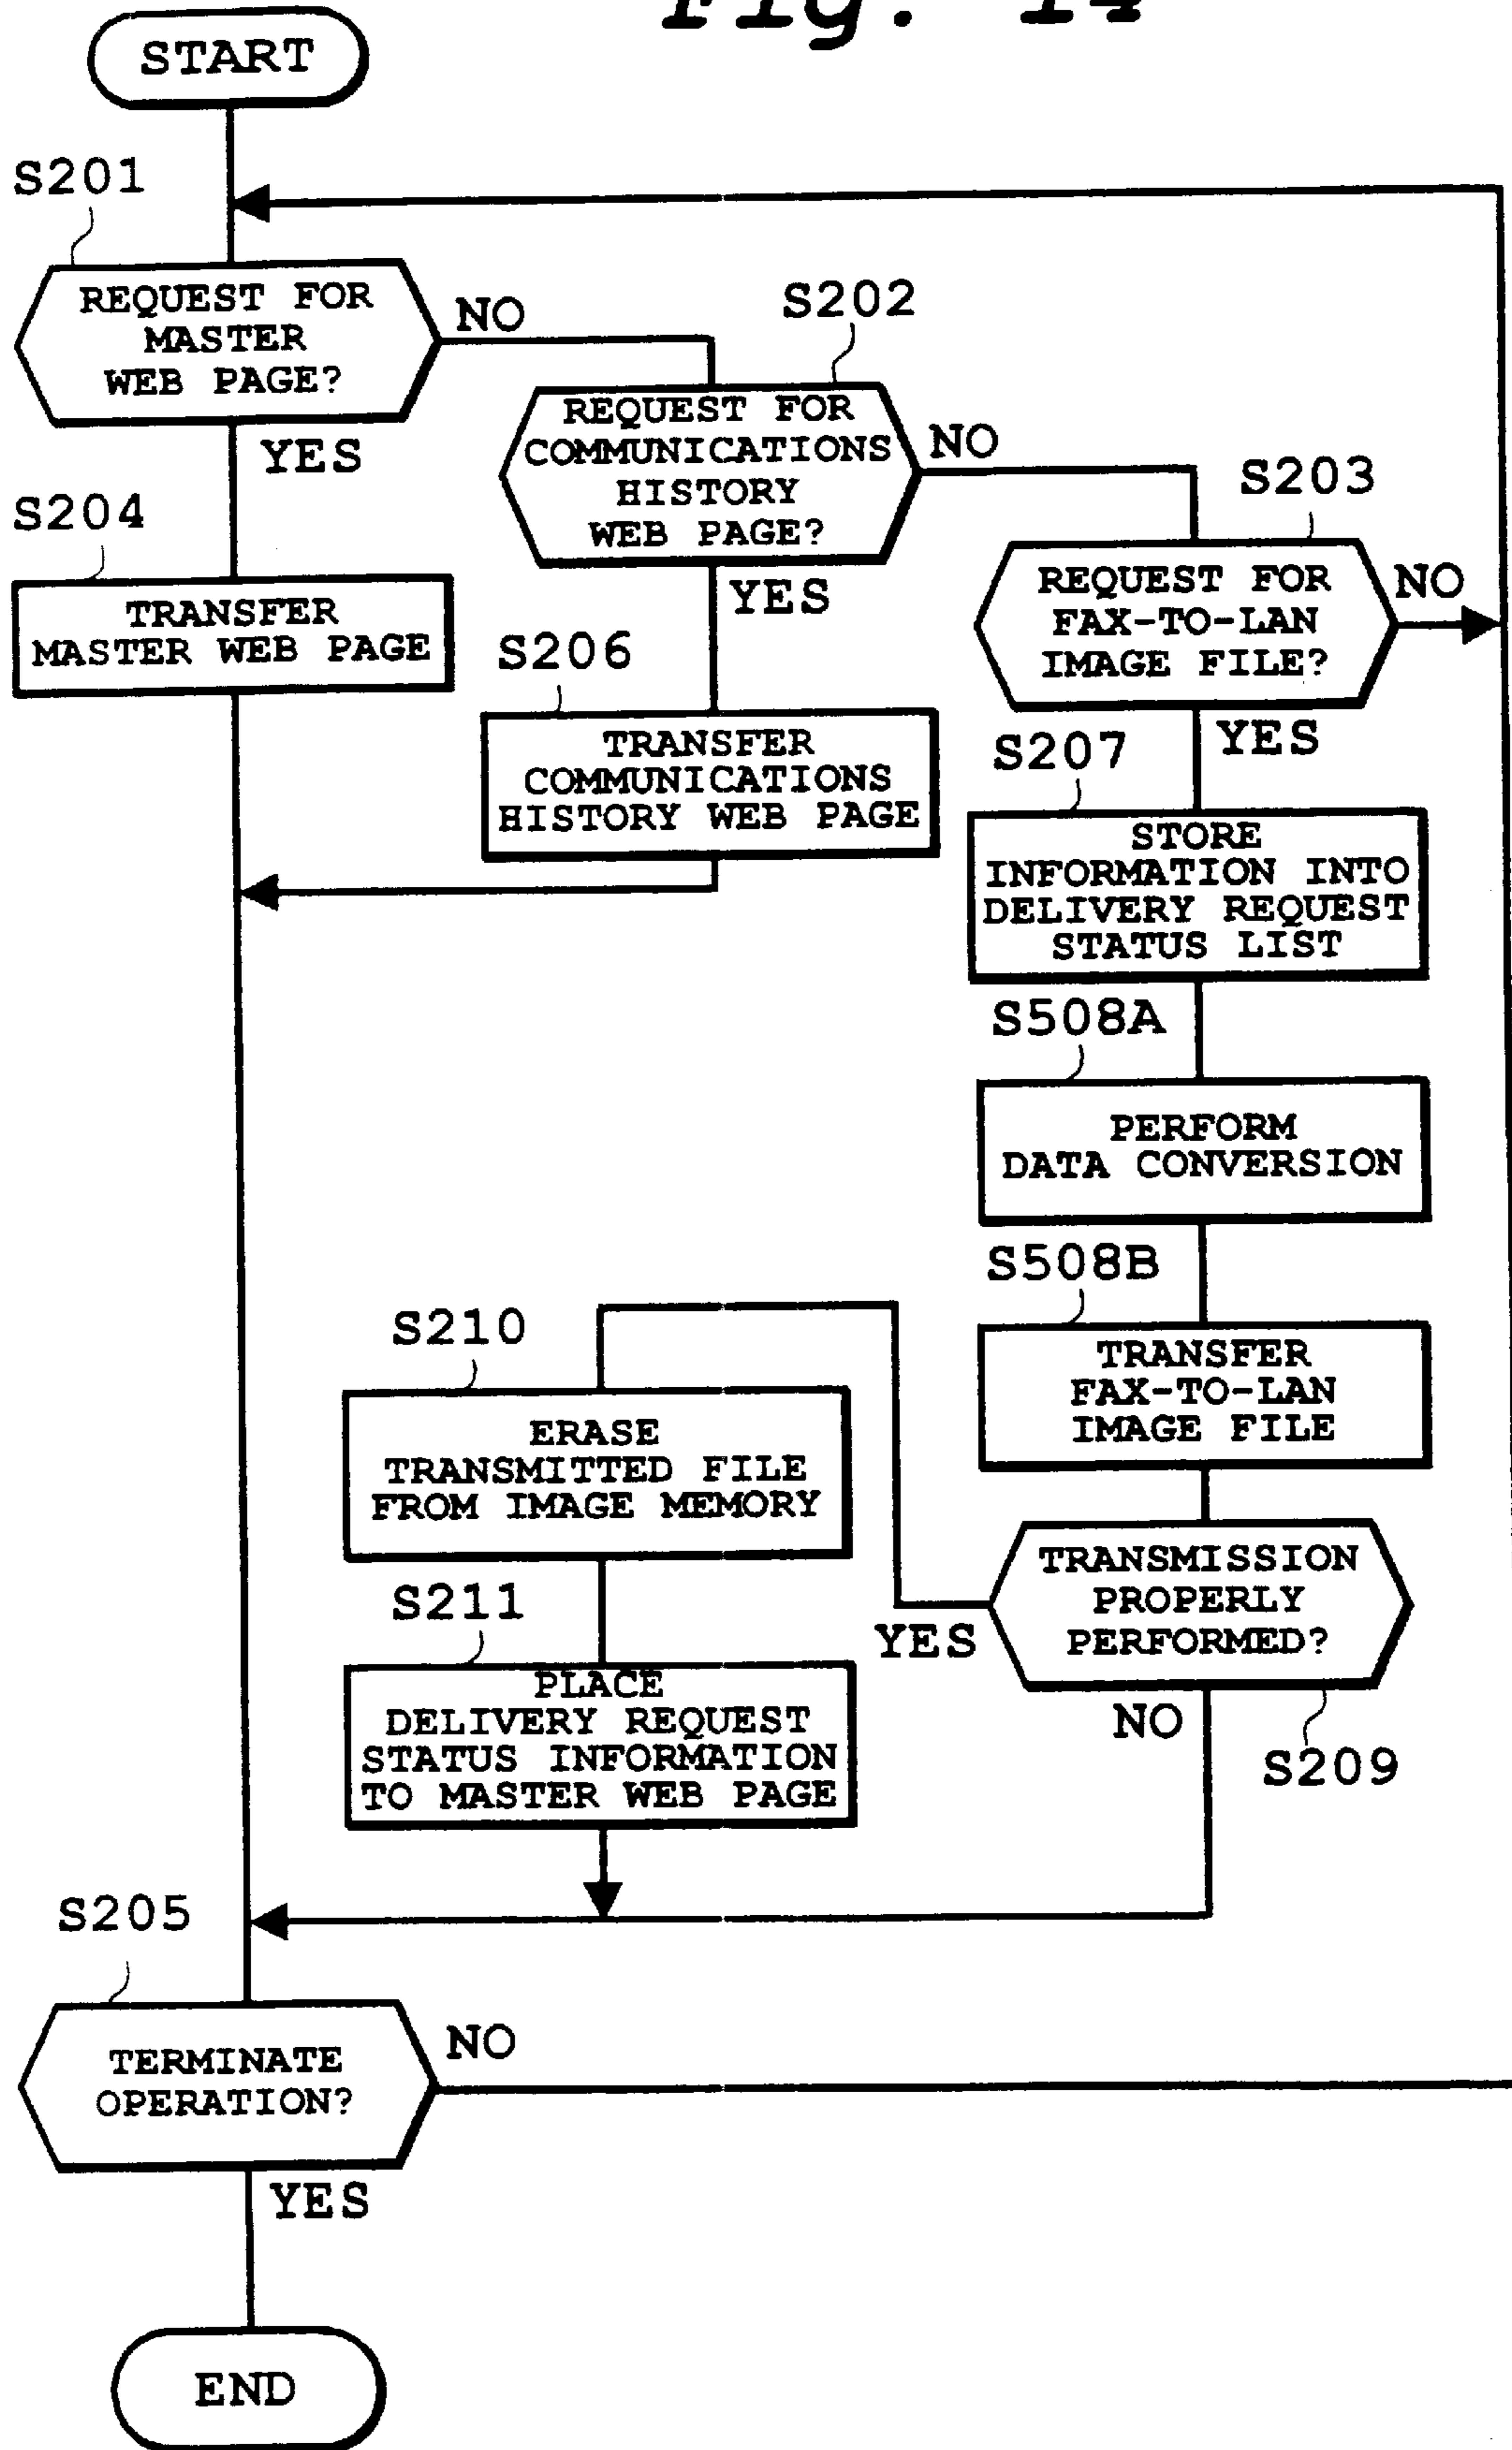 Fig. 14
START
S201
REQUEST FOR
MASTER
WEB PAGE?
NO
YES
S202
REQUEST FOR
COMMUNICATIONS
HISTORY
WEB PAGE?
NO
YES
S203
REQUEST FOR
FAX-TO-LAN
IMAGE FILE?
NO
YES
S204
TRANSFER
MASTER WEB PAGE
S206
TRANSFER
COMMUNICATIONS
HISTORY WEB PAGE
S207
STORE
INFORMATION INTO
DELIVERY REQUEST
STATUS LIST
S508A
PERFORM
DATA CONVERSION
S508B
TRANSFER
FAX-TO-LAN
IMAGE FILE
TRANSMISSION
PROPERLY
PERFORMED?
YES
NO
S209
S210
ERASE
TRANSMITTED FILE
FROM IMAGE MEMORY
S211
PLACE
DELIVERY REQUEST
STATUS INFORMATION
TO MASTER WEB PAGE
S205
TERMINATE
OPERATION?
NO
YES
END